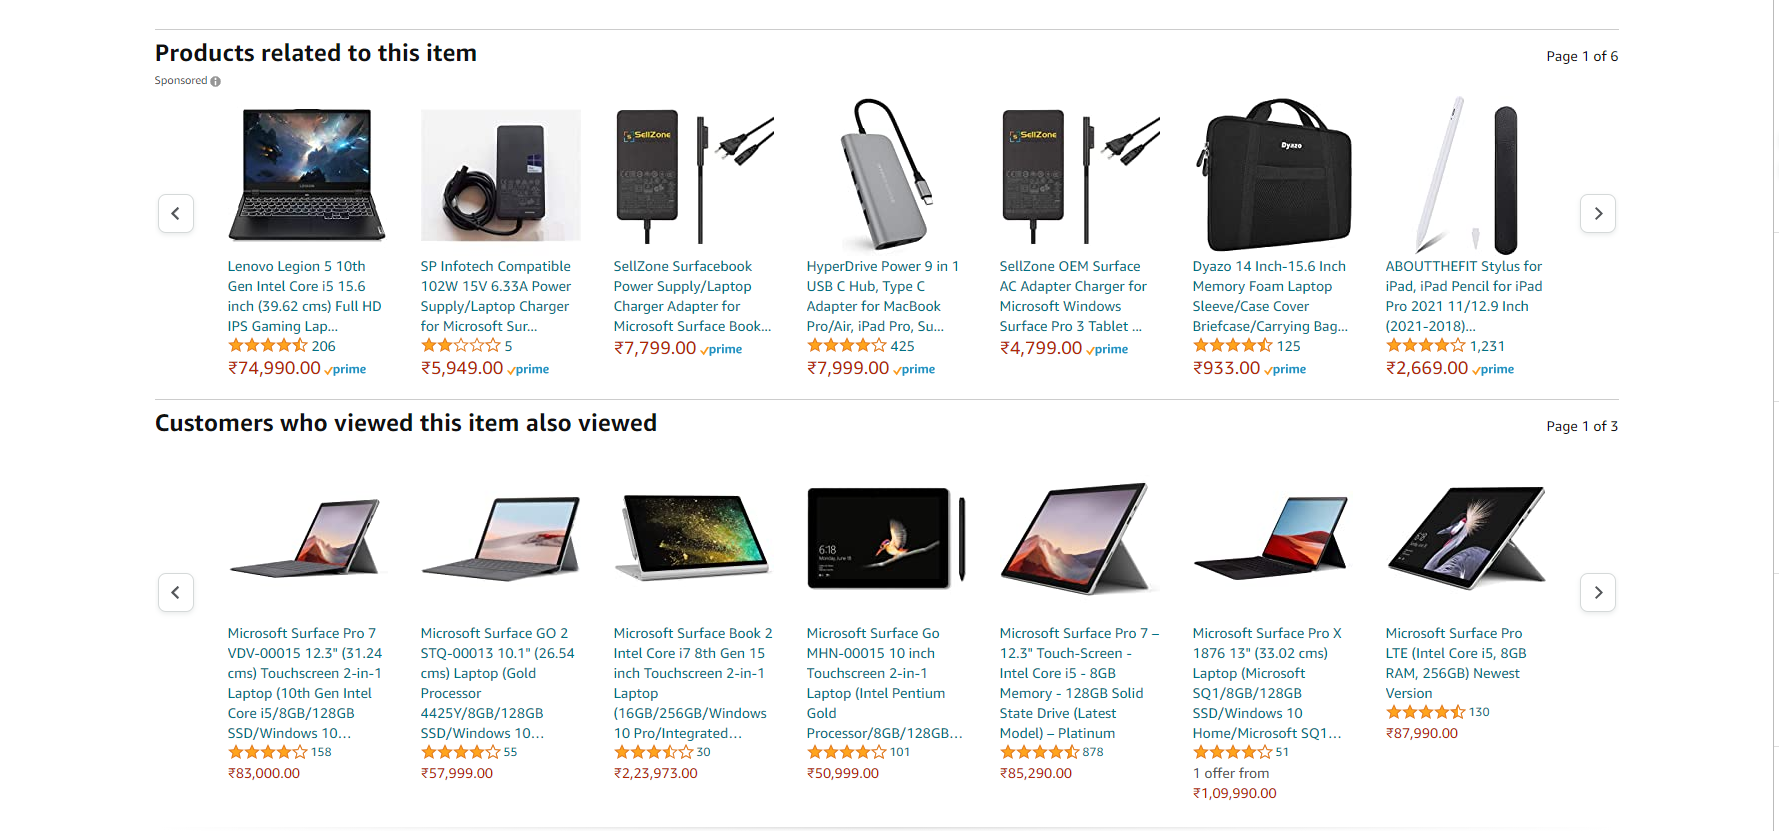 Products related to this item
Page 1 of 6
Sponsored
LEGION
SellZone
SellZone
Dyazo
Lenovo Legion 5 10th
Gen Intel Core i5 15.6
inch (39.62 cms) Full HD
IPS Gaming Lap...
206
₹74,990.00 prime
SP Infotech Compatible
102W 15V 6.33A Power
Supply/Laptop Charger
for Microsoft Sur...
5
₹5,949.00 prime
SellZone Surfacebook
Power Supply/Laptop
Charger Adapter for
Microsoft Surface Book...
₹7,799.00 prime
HyperDrive Power 9 in 1
USB C Hub, Type C
Adapter for MacBook
Pro/Air, iPad Pro, Su...
425
₹7,999.00 prime
SellZone OEM Surface
AC Adapter Charger for
Microsoft Windows
Surface Pro 3 Tablet ...
₹4,799.00 prime
Dyazo 14 Inch-15.6 Inch
Memory Foam Laptop
Sleeve/Case Cover
Briefcase/Carrying Bag...
125
₹933.00 prime
ABOUTTHEFIT Stylus for
iPad, iPad Pencil for iPad
Pro 2021 11/12.9 Inch
(2021-2018)...
1,231
₹2,669.00 prime
Customers who viewed this item also viewed
Page 1 of 3
6:18
Monday, June 18
Microsoft Surface Pro 7
VDV-00015 12.3" (31.24
cms) Touchscreen 2-in-1
Laptop (10th Gen Intel
Core i5/8GB/128GB
SSD/Windows 10...
158
₹83,000.00
Microsoft Surface GO 2
STQ-00013 10.1" (26.54
cms) Laptop (Gold
Processor
4425Y/8GB/128GB
SSD/Windows 10...
55
₹57,999.00
Microsoft Surface Book 2
Intel Core i7 8th Gen 15
inch Touchscreen 2-in-1
Laptop
(16GB/256GB/Windows
10 Pro/Integrated...
30
₹2,23,973.00
Microsoft Surface Go
MHN-00015 10 inch
Touchscreen 2-in-1
Laptop (Intel Pentium
Gold
Processor/8GB/128GB...
101
₹50,999.00
Microsoft Surface Pro 7 –
12.3" Touch-Screen -
Intel Core i5 - 8GB
Memory - 128GB Solid
State Drive (Latest
Model) – Platinum
878
₹85,290.00
Microsoft Surface Pro X
1876 13" (33.02 cms)
Laptop (Microsoft
SQ1/8GB/128GB
SSD/Windows 10
Home/Microsoft SQ1...
51
1 offer from
₹1,09,990.00
Microsoft Surface Pro
LTE (Intel Core i5, 8GB
RAM, 256GB) Newest
Version
130
₹87,990.00